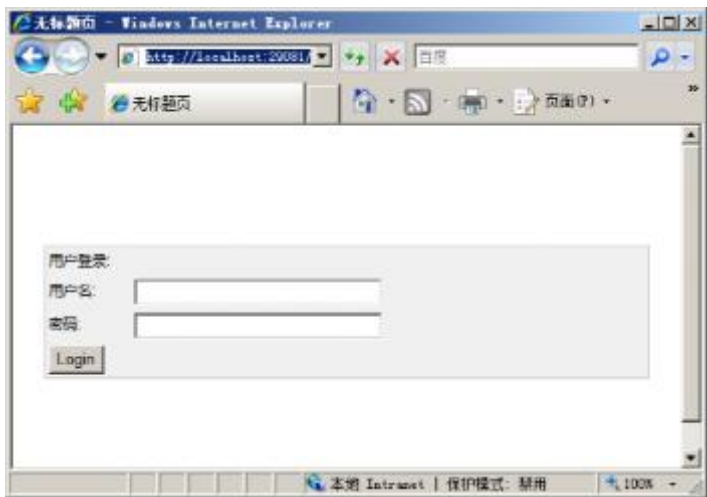 无标题页 - Windows Internet Explorer
http://localhost:29081/
百度
无标题页
页面(P)
用户登录:
用户名:
密码:
Login
本地 Intranet | 保护模式: 禁用
100%